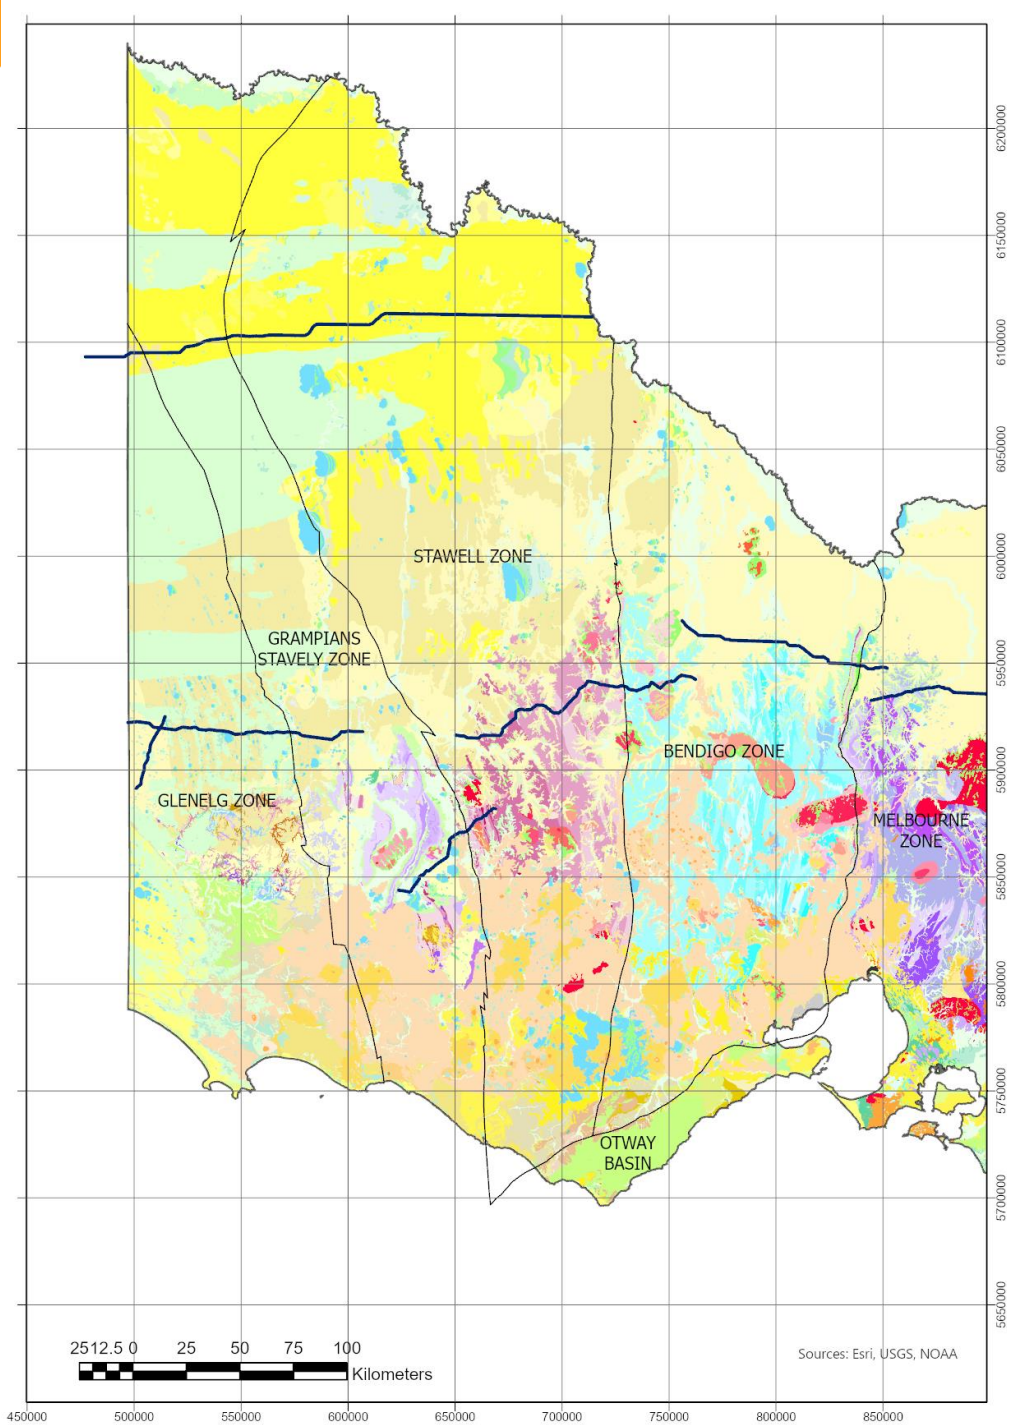 6200000
6150000
6100000
6050000
STAWELL ZONE
6000000
GRAMPIANS
STAVELY ZONE
5950000
BENDIGO ZONE
5900000
GLENELG ZONE
MELBOURNE
ZONE
5850000
5800000
5750000
OTWAY
BASIN
5700000
5650000
25 12.5 0 25 50 75 100
Kilometers
Sources: Esri, USGS, NOAA
450000 500000 550000 600000 650000 700000 750000 800000 850000